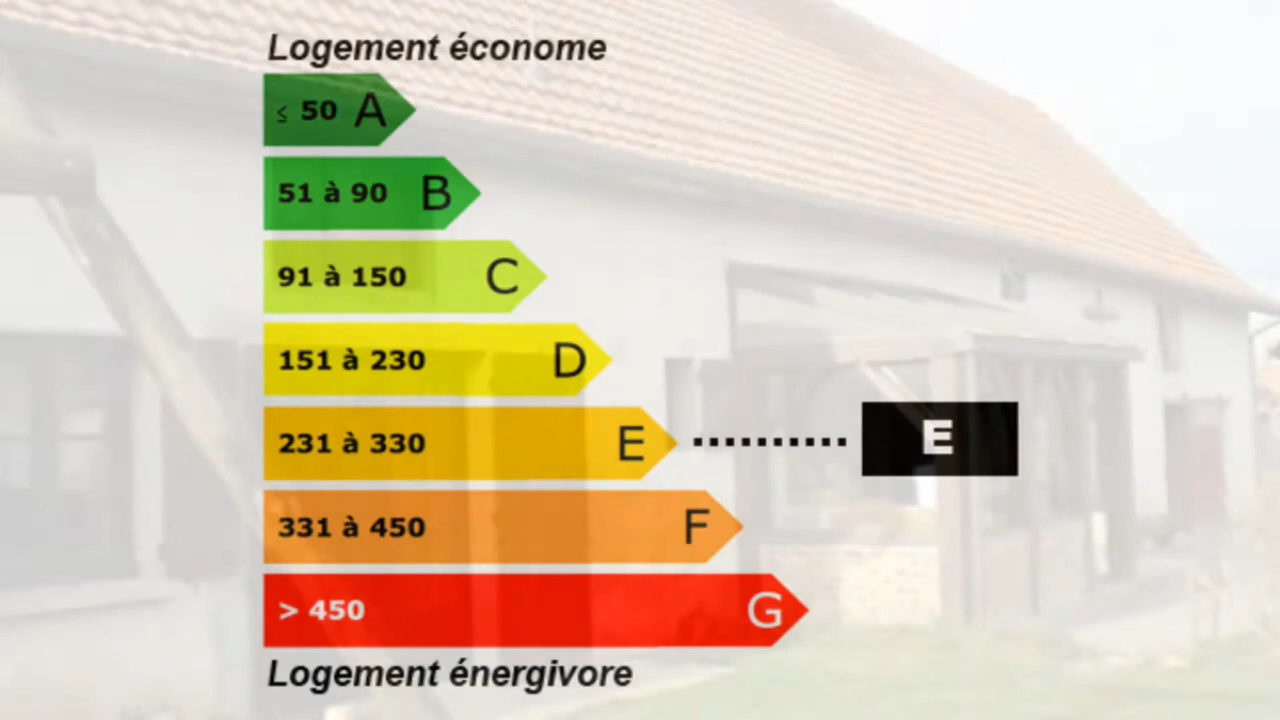 Logement économe
≤ 50 A
51 à 90 B
91 à 150 C
151 à 230 D
231 à 330 E E
331 à 450 F
> 450 G
Logement énergivore